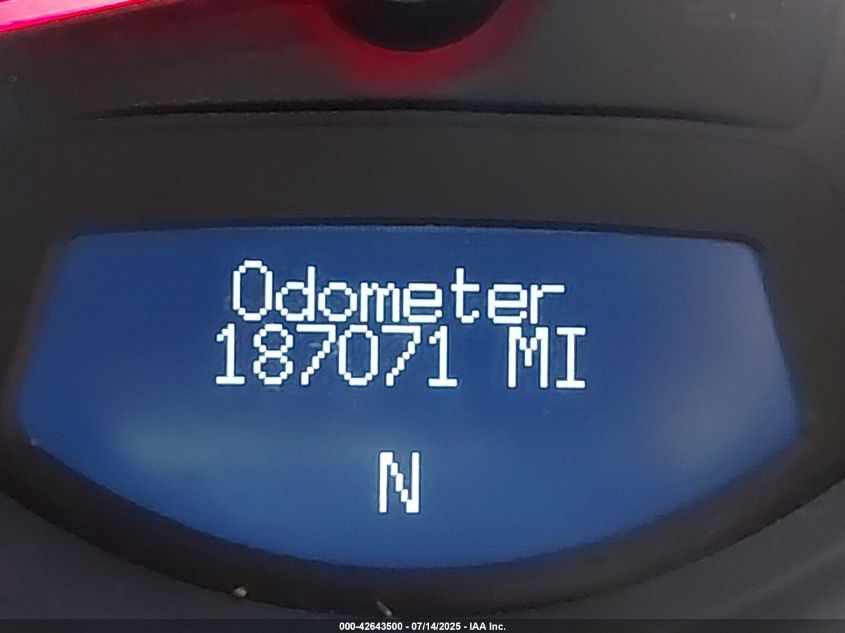 Odometer
187071 MI
N
000-42643500 - 07/14/2025 - IAA Inc.